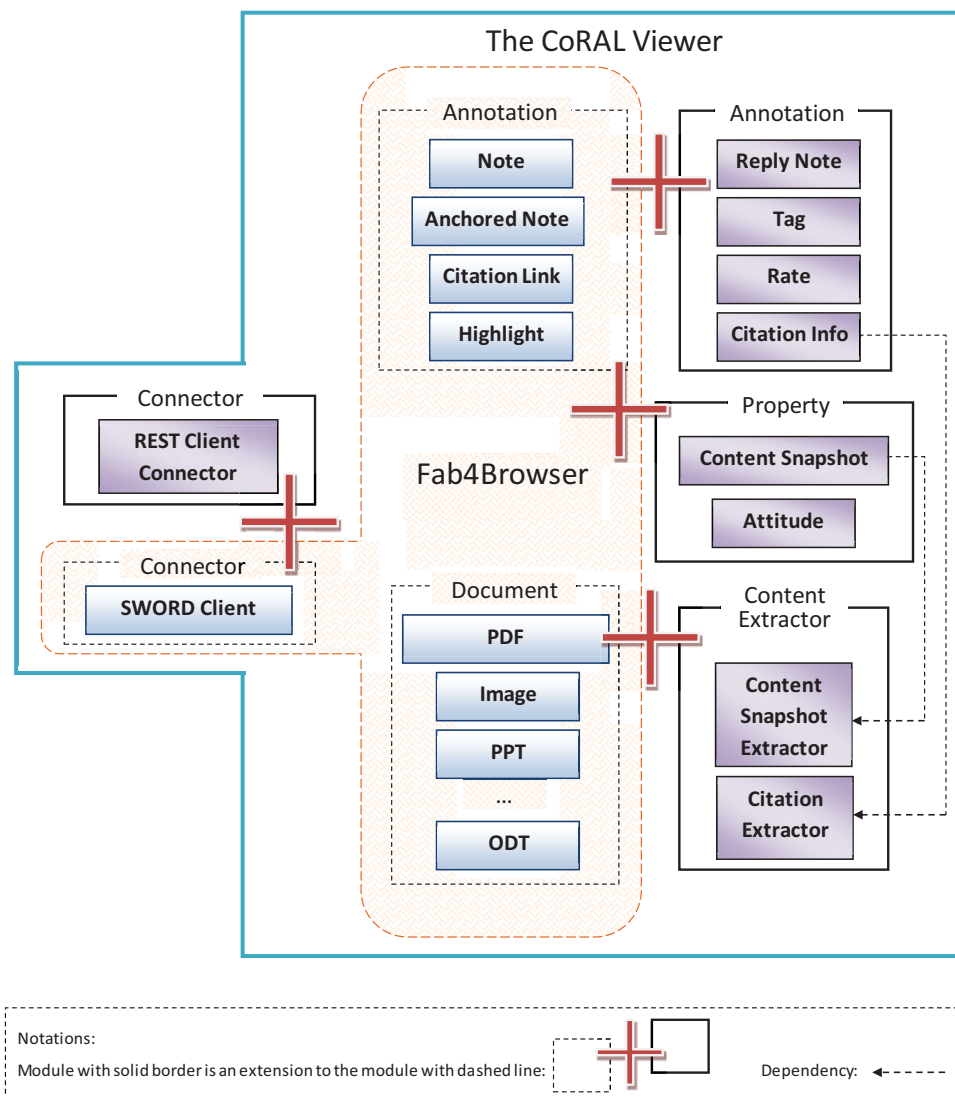 The CoRAL Viewer
Annotation
Note
Anchored Note
Citation Link
Highlight
Annotation
Reply Note
Tag
Rate
Citation Info
Connector
REST Client
Connector
Connector
SWORD Client
Fab4Browser
Property
Content Snapshot
Attitude
Document
PDF
Image
PPT
...
ODT
Content
Extractor
Content
Snapshot
Extractor
Citation
Extractor
Notations:
Module with solid border is an extension to the module with dashed line:
Dependency: